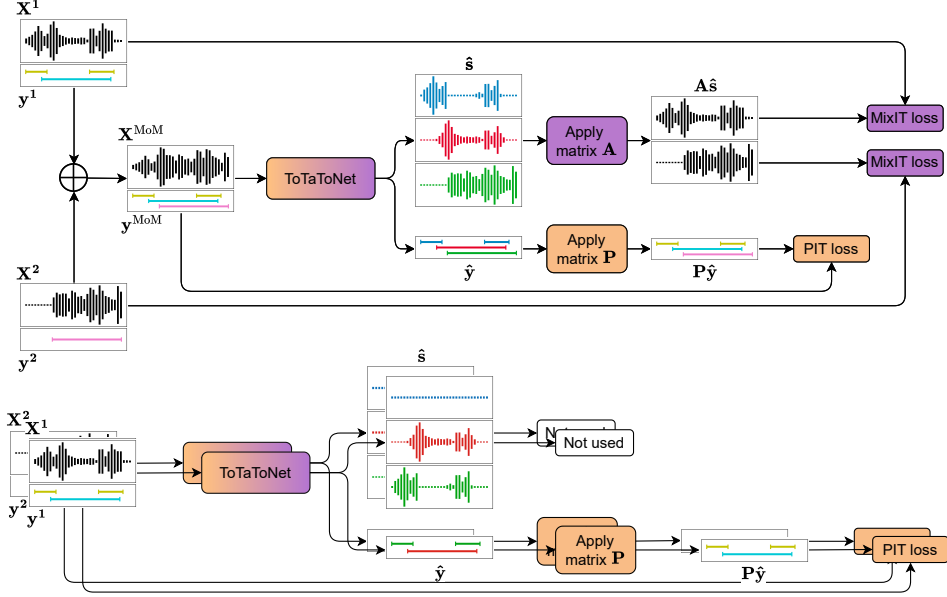 X¹
y¹
X^MoM
y^MoM
X²
y²
ToTaToNet
ŝ
Apply
matrix A
Aŝ
MixIT loss
MixIT loss
ŷ
Apply
matrix P
Pŷ
PIT loss
X²
X¹
y²
y¹
ToTaToNet
ŝ
Not used
ŷ
Apply
matrix P
Pŷ
PIT loss